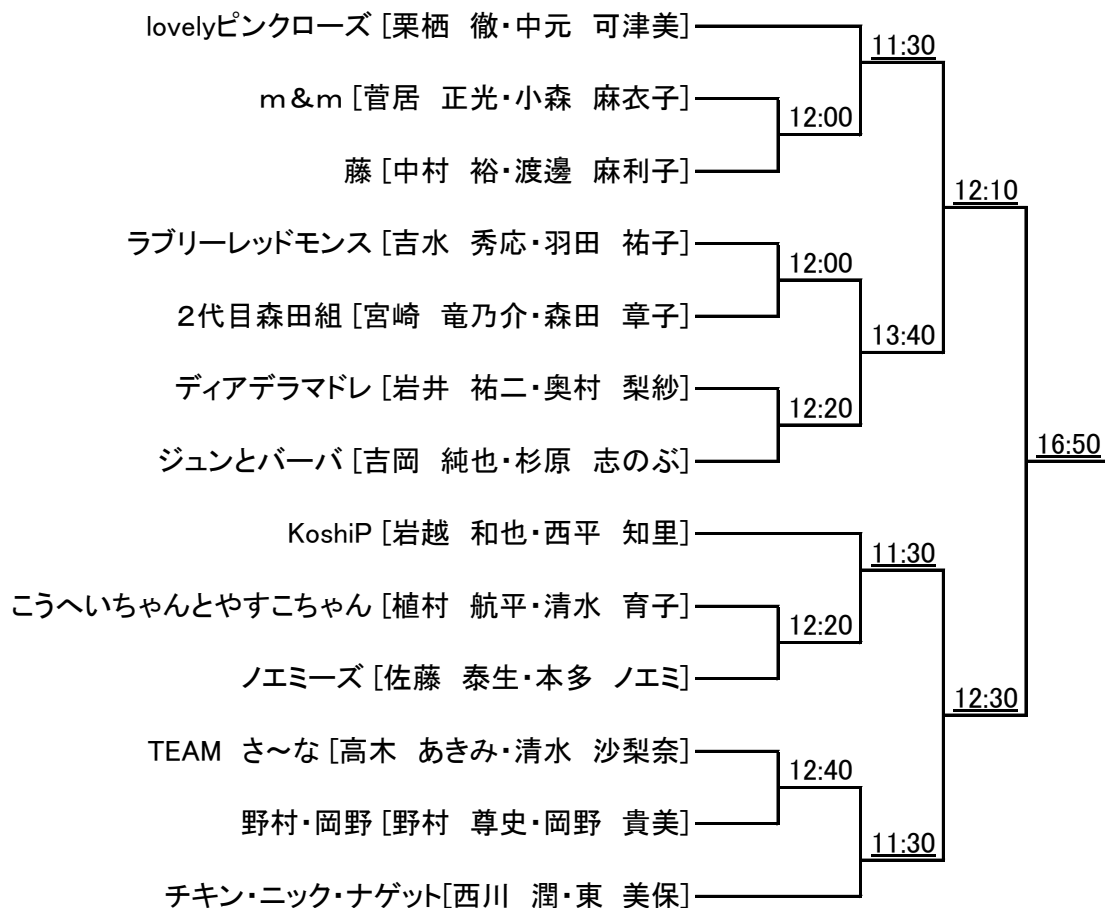 lovelyピンクローズ [栗栖　徹・中元　可津美]
11:30
ｍ＆ｍ [菅居　正光・小森　麻衣子]
12:00
藤 [中村　裕・渡邊　麻利子]
12:10
ラブリーレッドモンス [吉水　秀応・羽田　祐子]
12:00
２代目森田組 [宮崎　竜乃介・森田　章子]
13:40
ディアデラマドレ [岩井　祐二・奥村　梨紗]
12:20
ジュンとバーバ [吉岡　純也・杉原　志のぶ]
16:50
KoshiP [岩越　和也・西平　知里]
11:30
こうへいちゃんとやすこちゃん [植村　航平・清水　育子]
12:20
ノエミーズ [佐藤　泰生・本多　ノエミ]
12:30
TEAM　さ～な [高木　あきみ・清水　沙梨奈]
12:40
野村・岡野 [野村　尊史・岡野　貴美]
11:30
チキン・ニック・ナゲット[西川　潤・東　美保]